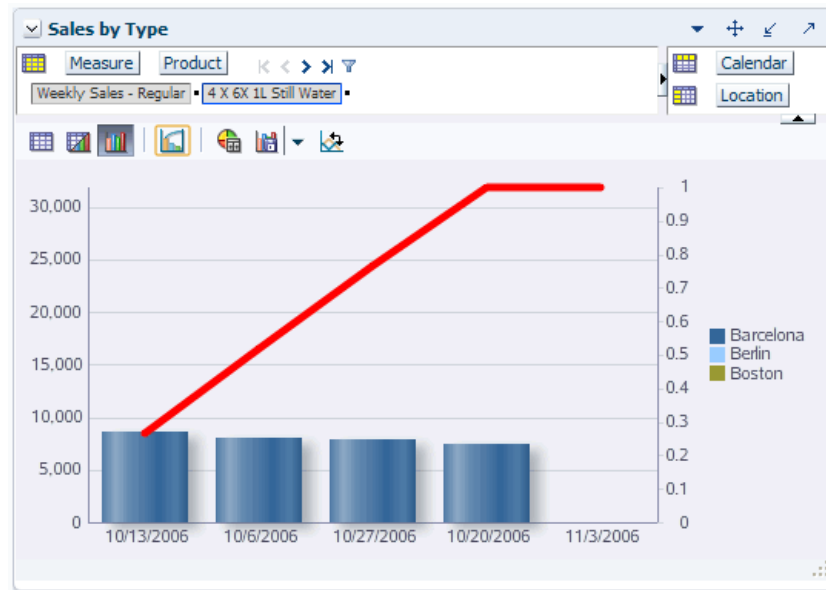 Sales by Type
Measure Product
Weekly Sales - Regular 4 X 6X 1L Still Water
Calendar
Location
30,000
25,000
20,000
15,000
10,000
5,000
0
1
0.9
0.8
0.7
0.6
0.5
0.4
0.3
0.2
0.1
0
Barcelona
Berlin
Boston
10/13/2006 10/6/2006 10/27/2006 10/20/2006 11/3/2006